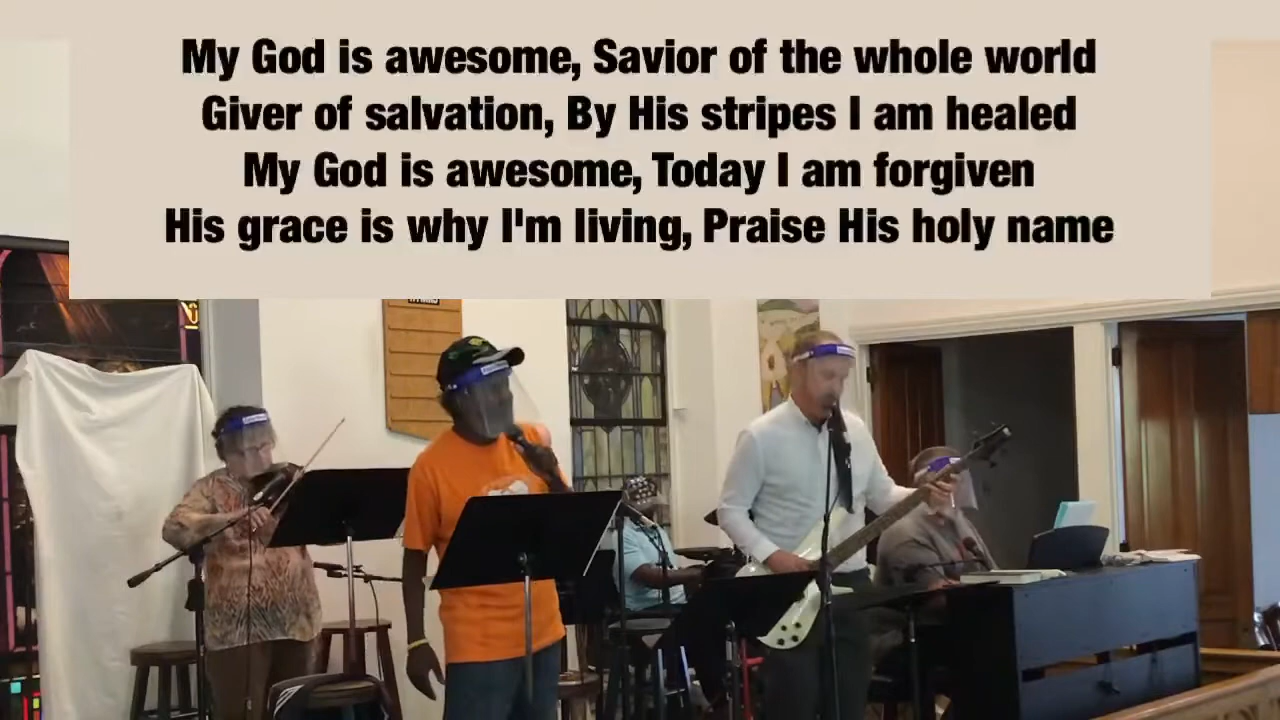 My God is awesome, Savior of the whole world
Giver of salvation, By His stripes I am healed
My God is awesome, Today I am forgiven
His grace is why I'm living, Praise His holy name